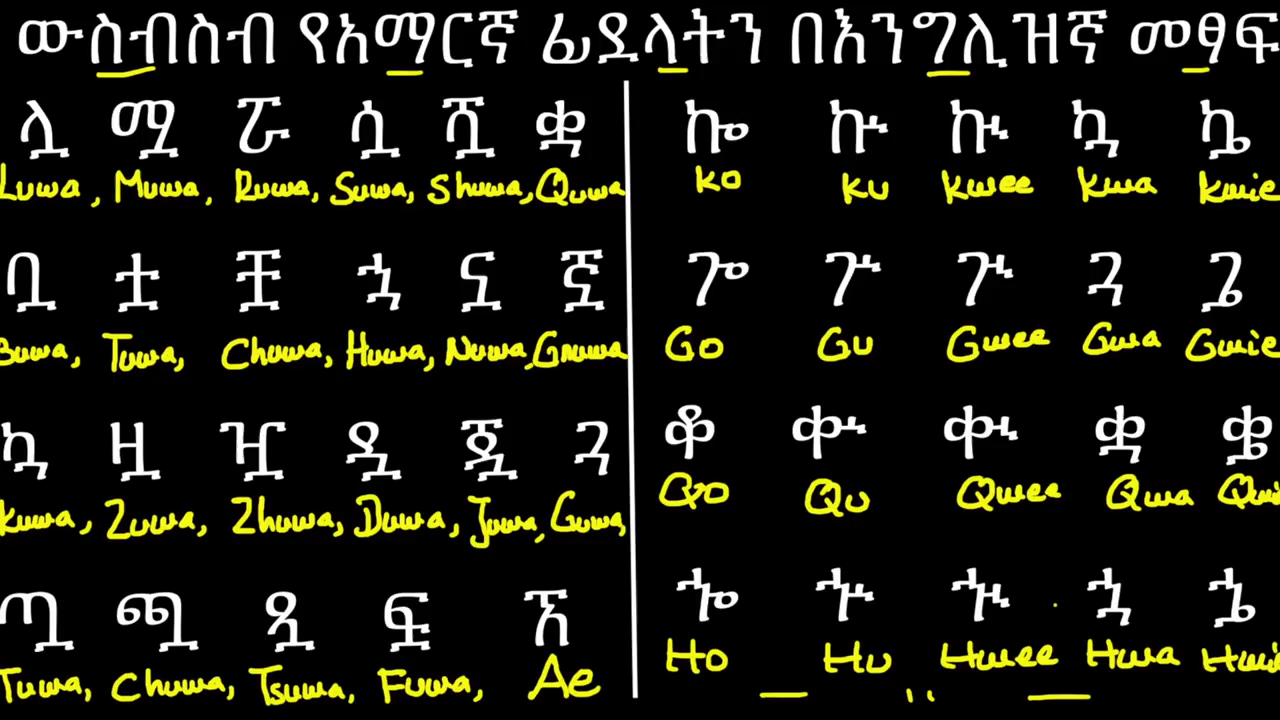 ውስብስብ የአማርኛ ፊደላትን በእንግሊዝኛ መፃፍ
ሏ ሟ ሯ ሷ ሿ ቋ
Luwa, Muwa, Ruwa, Suwa, Shuwa, Quwa
ቧ ቷ ቿ ኋ ኗ ኟ
Buwa, Tuwa, Chuwa, Huwa, Nuwa, Gnuwa
ኳ ዟ ዧ ዷ ጇ ጓ
Kuwa, Zuwa, Zhuwa, Duwa, Juwa, Guwa,
ጧ ጯ ጿ ፏ ኧ
Tuwa, Chuwa, Tsuwa, Fuwa, Ae
ኰ ኵ ኲ ኳ ኴ
Ko Ku Kwee Kwa Kwie
ጐ ጕ ጒ ጓ ጔ
Go Gu Gwee Gwa Gwie
ቆ ቍ ቊ ቋ ቌ
Qo Qu Qwee Qwa Qwi
ኈ ኍ ኊ ኋ ኌ
Ho Hu Hwee Hwa Hwie